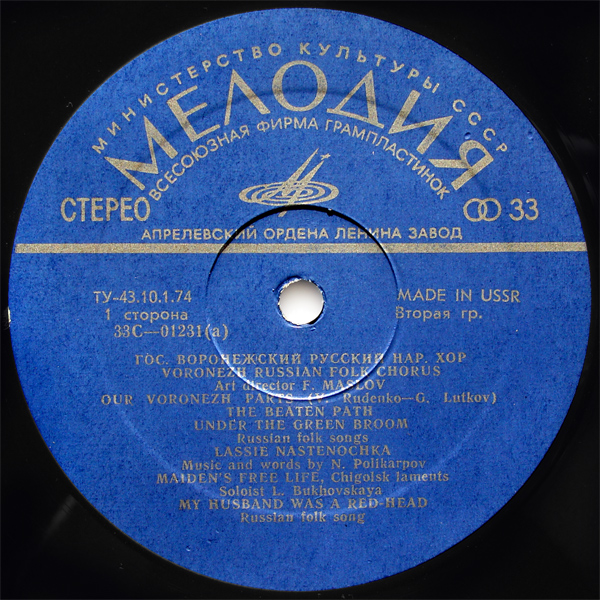 МИНИСТЕРСТВО КУЛЬТУРЫ СССР
МЕЛОДИЯ
ВСЕСОЮЗНАЯ ФИРМА ГРАМПЛАСТИНОК
СТЕРЕО 33
АПРЕЛЕВСКИЙ ОРДЕНА ЛЕНИНА ЗАВОД
ТУ-43.10.1.74 MADE IN USSR
1 сторона Вторая гр.
33С—01231(а)
ГОС. ВОРОНЕЖСКИЙ РУССКИЙ НАР. ХОР
VORONEZH RUSSIAN FOLK CHORUS
Art director F. MASLOV
OUR VORONEZH PARTS (V. Rudenko—G. Lutkov)
THE BEATEN PATH
UNDER THE GREEN BROOM
Russian folk songs
LASSIE NASTENOCHKA
Music and words by N. Polikarpov
MAIDEN'S FREE LIFE, Chigolsk laments
Soloist L. Bukhovskaya
MY HUSBAND WAS A RED-HEAD
Russian folk song